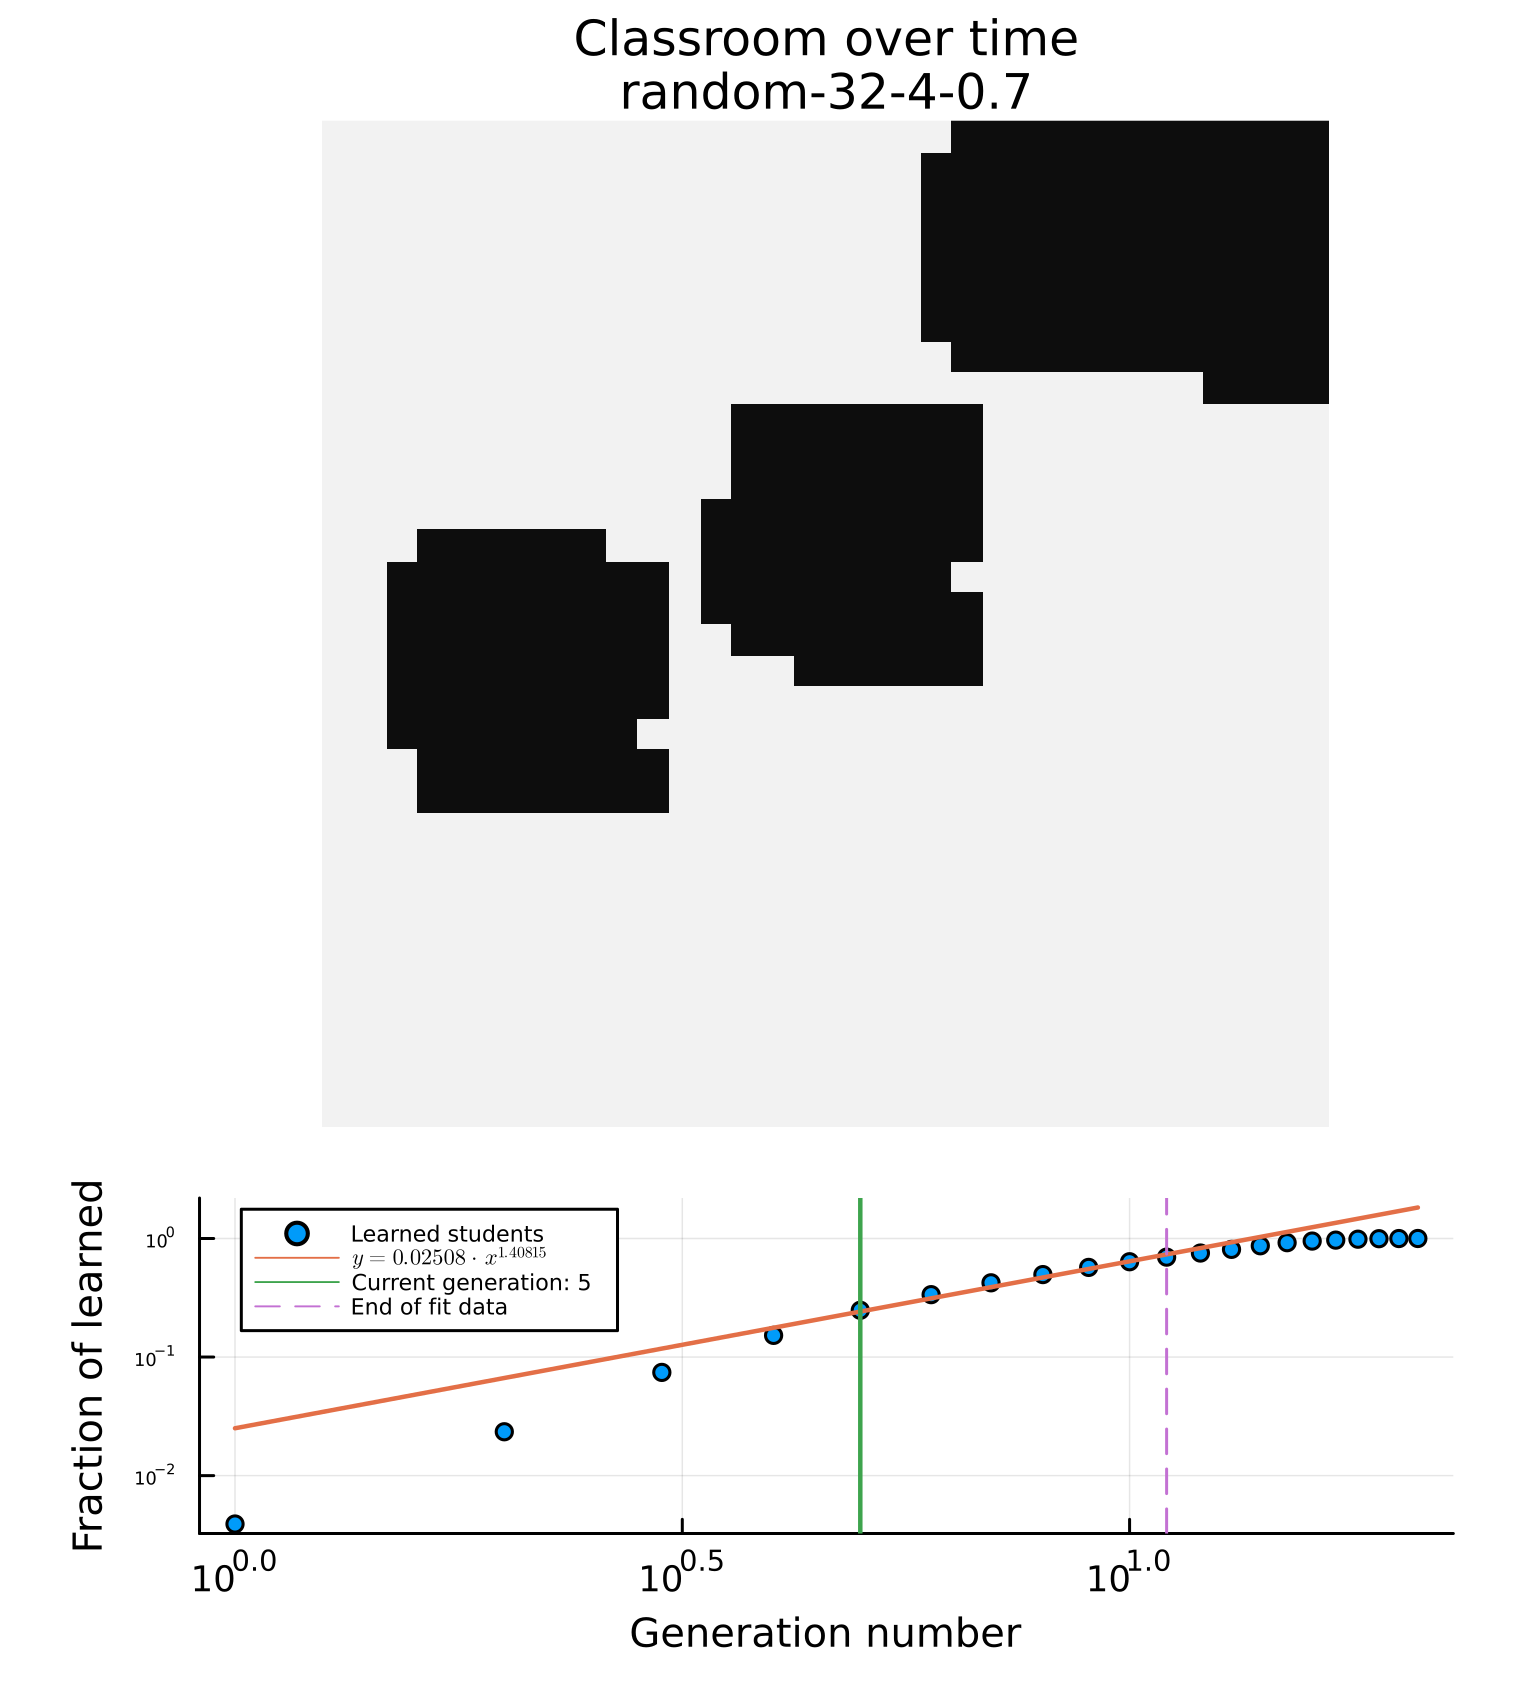 Classroom over time
random-32-4-0.7
Fraction of learned
Learned students
y = 0.02508 · x^1.40815
Current generation: 5
End of fit data
10^0
10^−1
10^−2
10^0.0
10^0.5
10^1.0
Generation number